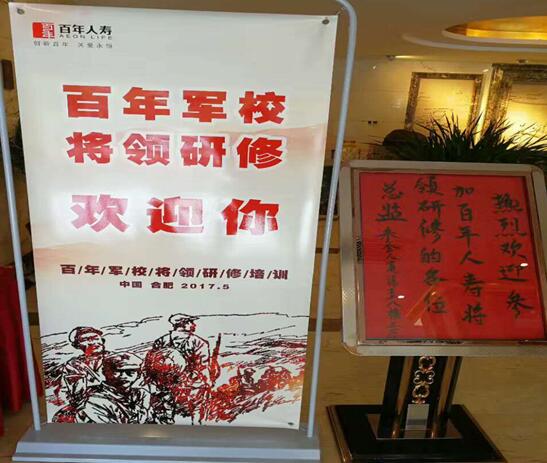 百年人寿
AEON LIFE
创新百年 关爱永恒
百年军校
将领研修
欢迎你
百/年/军/校/将/领/研/修/培/训
中国 合肥 2017.5
热烈欢迎参
加百年人寿将
领研修的各位
总监